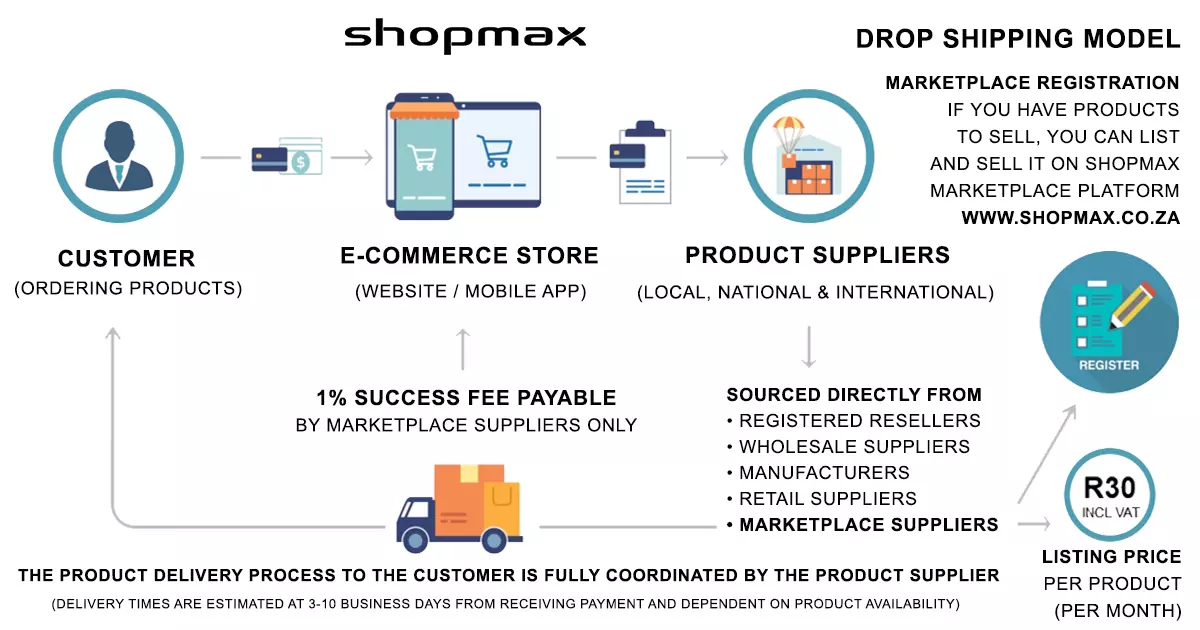 shopmax
DROP SHIPPING MODEL
MARKETPLACE REGISTRATION
IF YOU HAVE PRODUCTS
TO SELL, YOU CAN LIST
AND SELL IT ON SHOPMAX
MARKETPLACE PLATFORM
WWW.SHOPMAX.CO.ZA
$
CUSTOMER
(ORDERING PRODUCTS)
E-COMMERCE STORE
(WEBSITE / MOBILE APP)
PRODUCT SUPPLIERS
(LOCAL, NATIONAL & INTERNATIONAL)
REGISTER
1% SUCCESS FEE PAYABLE
BY MARKETPLACE SUPPLIERS ONLY
SOURCED DIRECTLY FROM
• REGISTERED RESELLERS
• WHOLESALE SUPPLIERS
• MANUFACTURERS
• RETAIL SUPPLIERS
• MARKETPLACE SUPPLIERS
R30
INCL VAT
LISTING PRICE
PER PRODUCT
(PER MONTH)
THE PRODUCT DELIVERY PROCESS TO THE CUSTOMER IS FULLY COORDINATED BY THE PRODUCT SUPPLIER
(DELIVERY TIMES ARE ESTIMATED AT 3-10 BUSINESS DAYS FROM RECEIVING PAYMENT AND DEPENDENT ON PRODUCT AVAILABILITY)